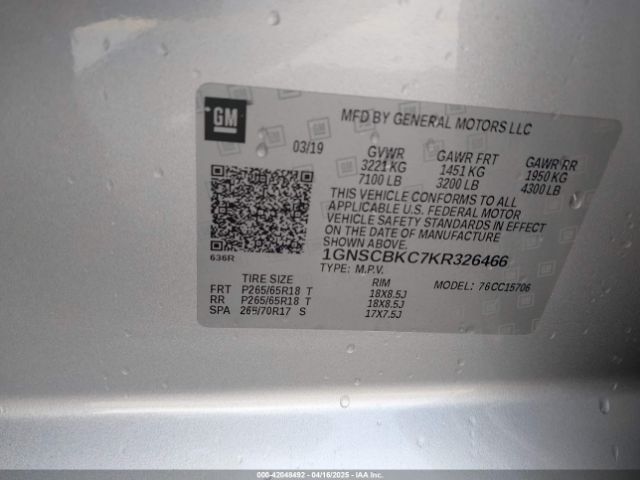 GM
MFD BY GENERAL MOTORS LLC
03/19
GVWR GAWR FRT GAWR RR
3221 KG 1451 KG 1950 KG
7100 LB 3200 LB 4300 LB
THIS VEHICLE CONFORMS TO ALL
APPLICABLE U.S. FEDERAL MOTOR
VEHICLE SAFETY STANDARDS IN EFFECT
ON THE DATE OF MANUFACTURE
SHOWN ABOVE.
636R
1GNSCBKC7KR326466
TYPE: M.P.V.
MODEL: 76CC15706
TIRE SIZE RIM
FRT P265/65R18 T 18X8.5J
RR P265/65R18 T 18X8.5J
SPA 265/70R17 S 17X7.5J
000-42048492 - 04/16/2025 - IAA Inc.